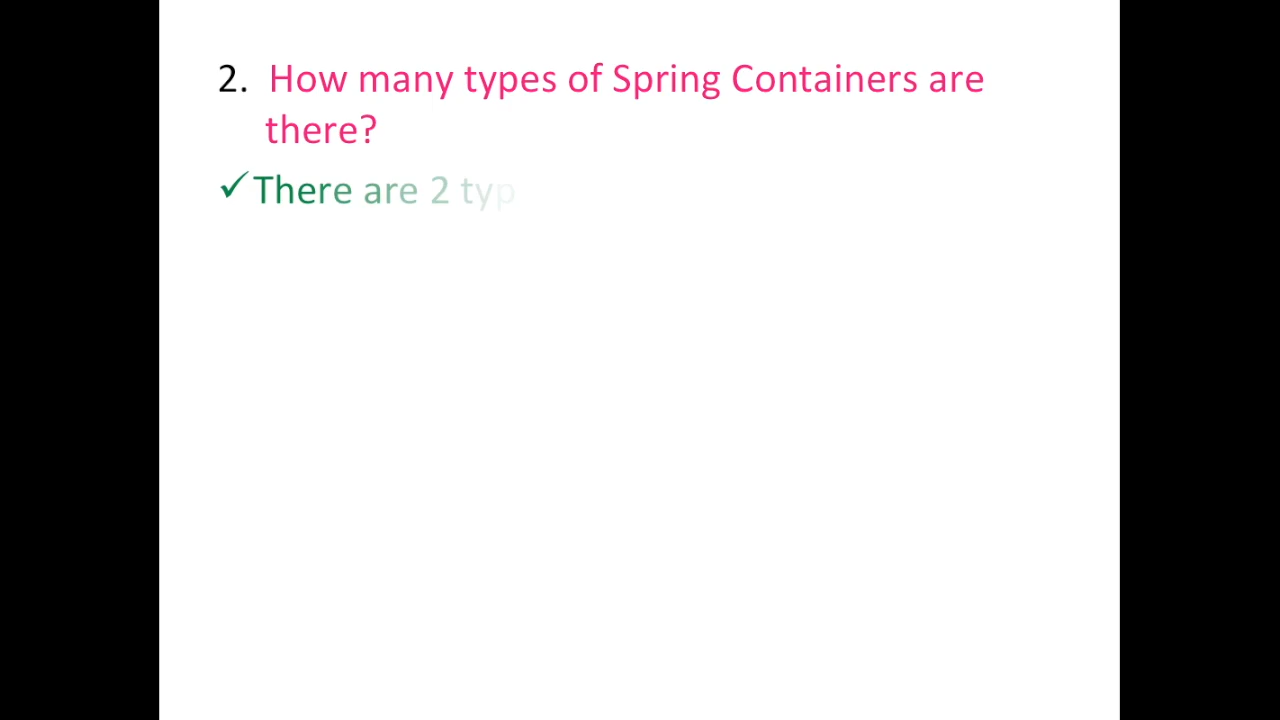 2. How many types of Spring Containers are
there?
✓There are 2 typ